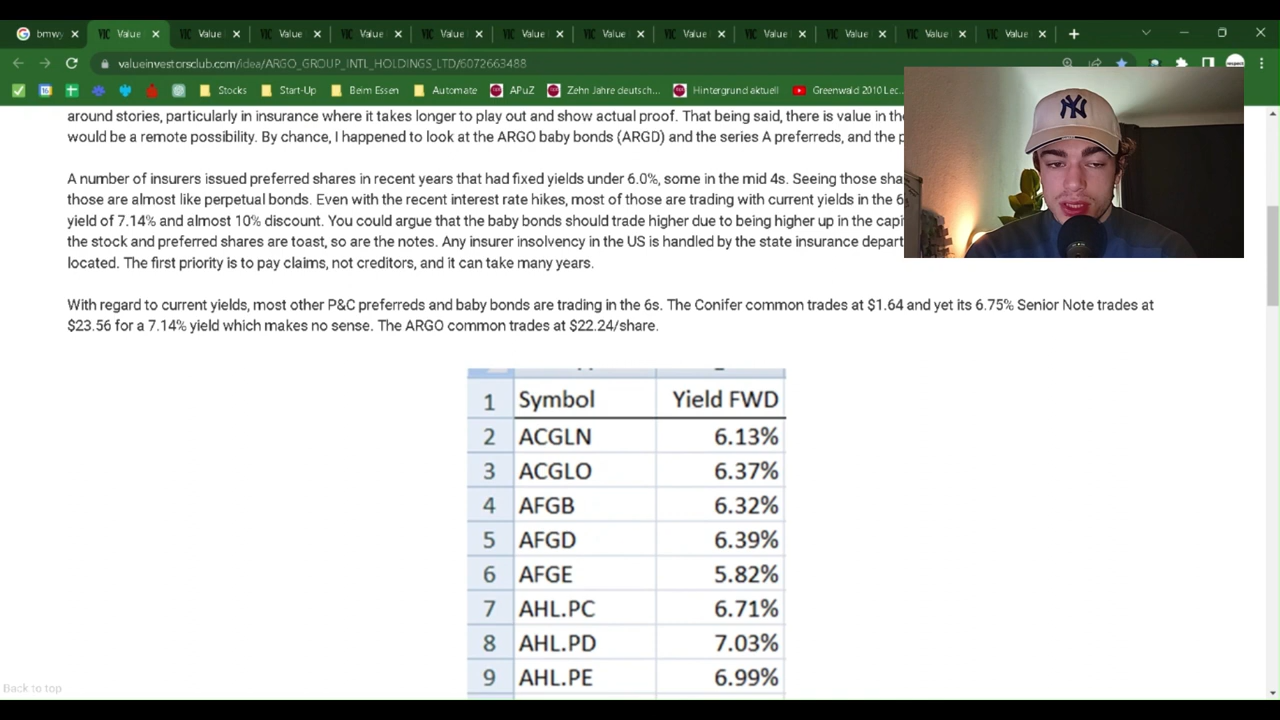 bmwy
Value
Value
Value
Value
Value
Value
Value
Value
Value
Value
Value
Value
valueinvestorsclub.com/idea/ARGO_GROUP_INTL_HOLDINGS_LTD/6072663488
Stocks
Start-Up
Beim Essen
Automate
APuZ
Zehn Jahre deutsch...
Hintergrund aktuell
Greenwald 2010 Lec...
around stories, particularly in insurance where it takes longer to play out and show actual proof. That being said, there is value in the
would be a remote possibility. By chance, I happened to look at the ARGO baby bonds (ARGD) and the series A preferreds, and the
A number of insurers issued preferred shares in recent years that had fixed yields under 6.0%, some in the mid 4s. Seeing those
those are almost like perpetual bonds. Even with the recent interest rate hikes, most of those are trading with current yields in the
yield of 7.14% and almost 10% discount. You could argue that the baby bonds should trade higher due to being higher up in the
the stock and preferred shares are toast, so are the notes. Any insurer insolvency in the US is handled by the state insurance
located. The first priority is to pay claims, not creditors, and it can take many years.
With regard to current yields, most other P&C preferreds and baby bonds are trading in the 6s. The Conifer common trades at $1.64 and yet its 6.75% Senior Note trades at
$23.56 for a 7.14% yield which makes no sense. The ARGO common trades at $22.24/share.
1 Symbol Yield FWD
2 ACGLN 6.13%
3 ACGLO 6.37%
4 AFGB 6.32%
5 AFGD 6.39%
6 AFGE 5.82%
7 AHL.PC 6.71%
8 AHL.PD 7.03%
9 AHL.PE 6.99%
Back to top